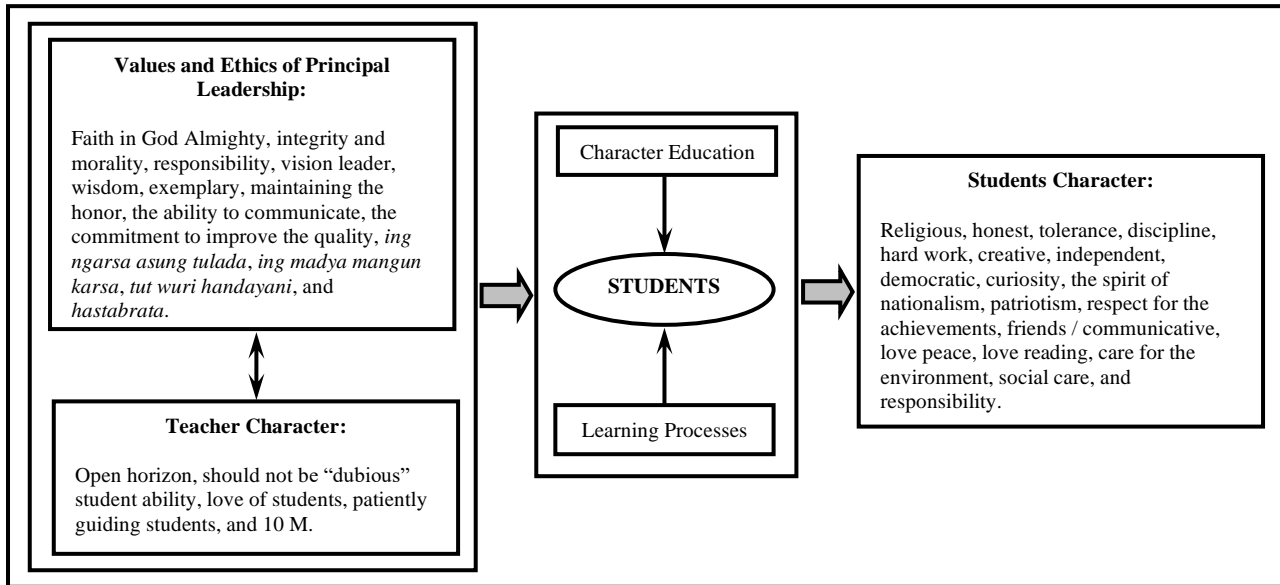 Values and Ethics of Principal
Leadership:
Faith in God Almighty, integrity and
morality, responsibility, vision leader,
wisdom, exemplary, maintaining the
honor, the ability to communicate, the
commitment to improve the quality, ing
ngarsa asung tulada, ing madya mangun
karsa, tut wuri handayani, and
hastabrata.
Teacher Character:
Open horizon, should not be “dubious”
student ability, love of students, patiently
guiding students, and 10 M.
Character Education
STUDENTS
Learning Processes
Students Character:
Religious, honest, tolerance, discipline,
hard work, creative, independent,
democratic, curiosity, the spirit of
nationalism, patriotism, respect for the
achievements, friends / communicative,
love peace, love reading, care for the
environment, social care, and
responsibility.